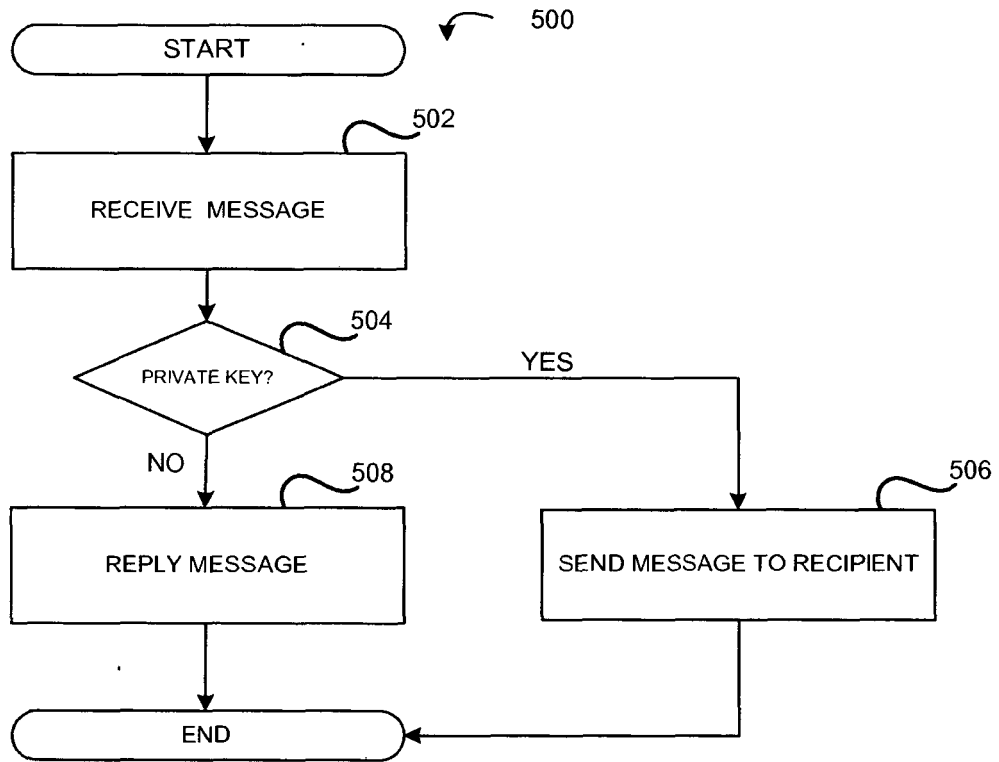 500
START
502
RECEIVE MESSAGE
504
PRIVATE KEY?
YES
NO
508
506
REPLY MESSAGE
SEND MESSAGE TO RECIPIENT
END